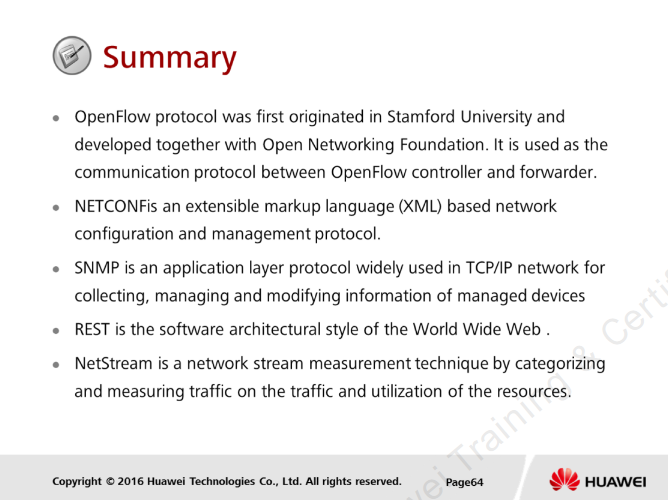 Summary
• OpenFlow protocol was first originated in Stamford University and
developed together with Open Networking Foundation. It is used as the
communication protocol between OpenFlow controller and forwarder.
• NETCONFis an extensible markup language (XML) based network
configuration and management protocol.
• SNMP is an application layer protocol widely used in TCP/IP network for
collecting, managing and modifying information of managed devices
• REST is the software architectural style of the World Wide Web .
• NetStream is a network stream measurement technique by categorizing
and measuring traffic on the traffic and utilization of the resources.
Training &
Copyright © 2016 Huawei Technologies Co., Ltd. All rights reserved.
Page64
HUAWEI